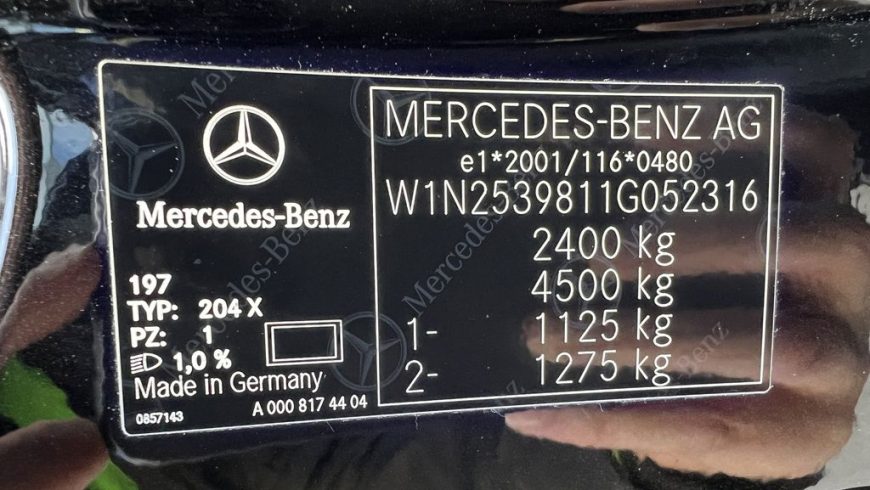 Mercedes-Benz
197
TYP: 204 X
PZ: 1
1,0 %
Made in Germany
0857143
A 000 817 44 04
MERCEDES-BENZ AG
e1*2001/116*0480
W1N2539811G052316
2400 kg
4500 kg
1- 1125 kg
2- 1275 kg